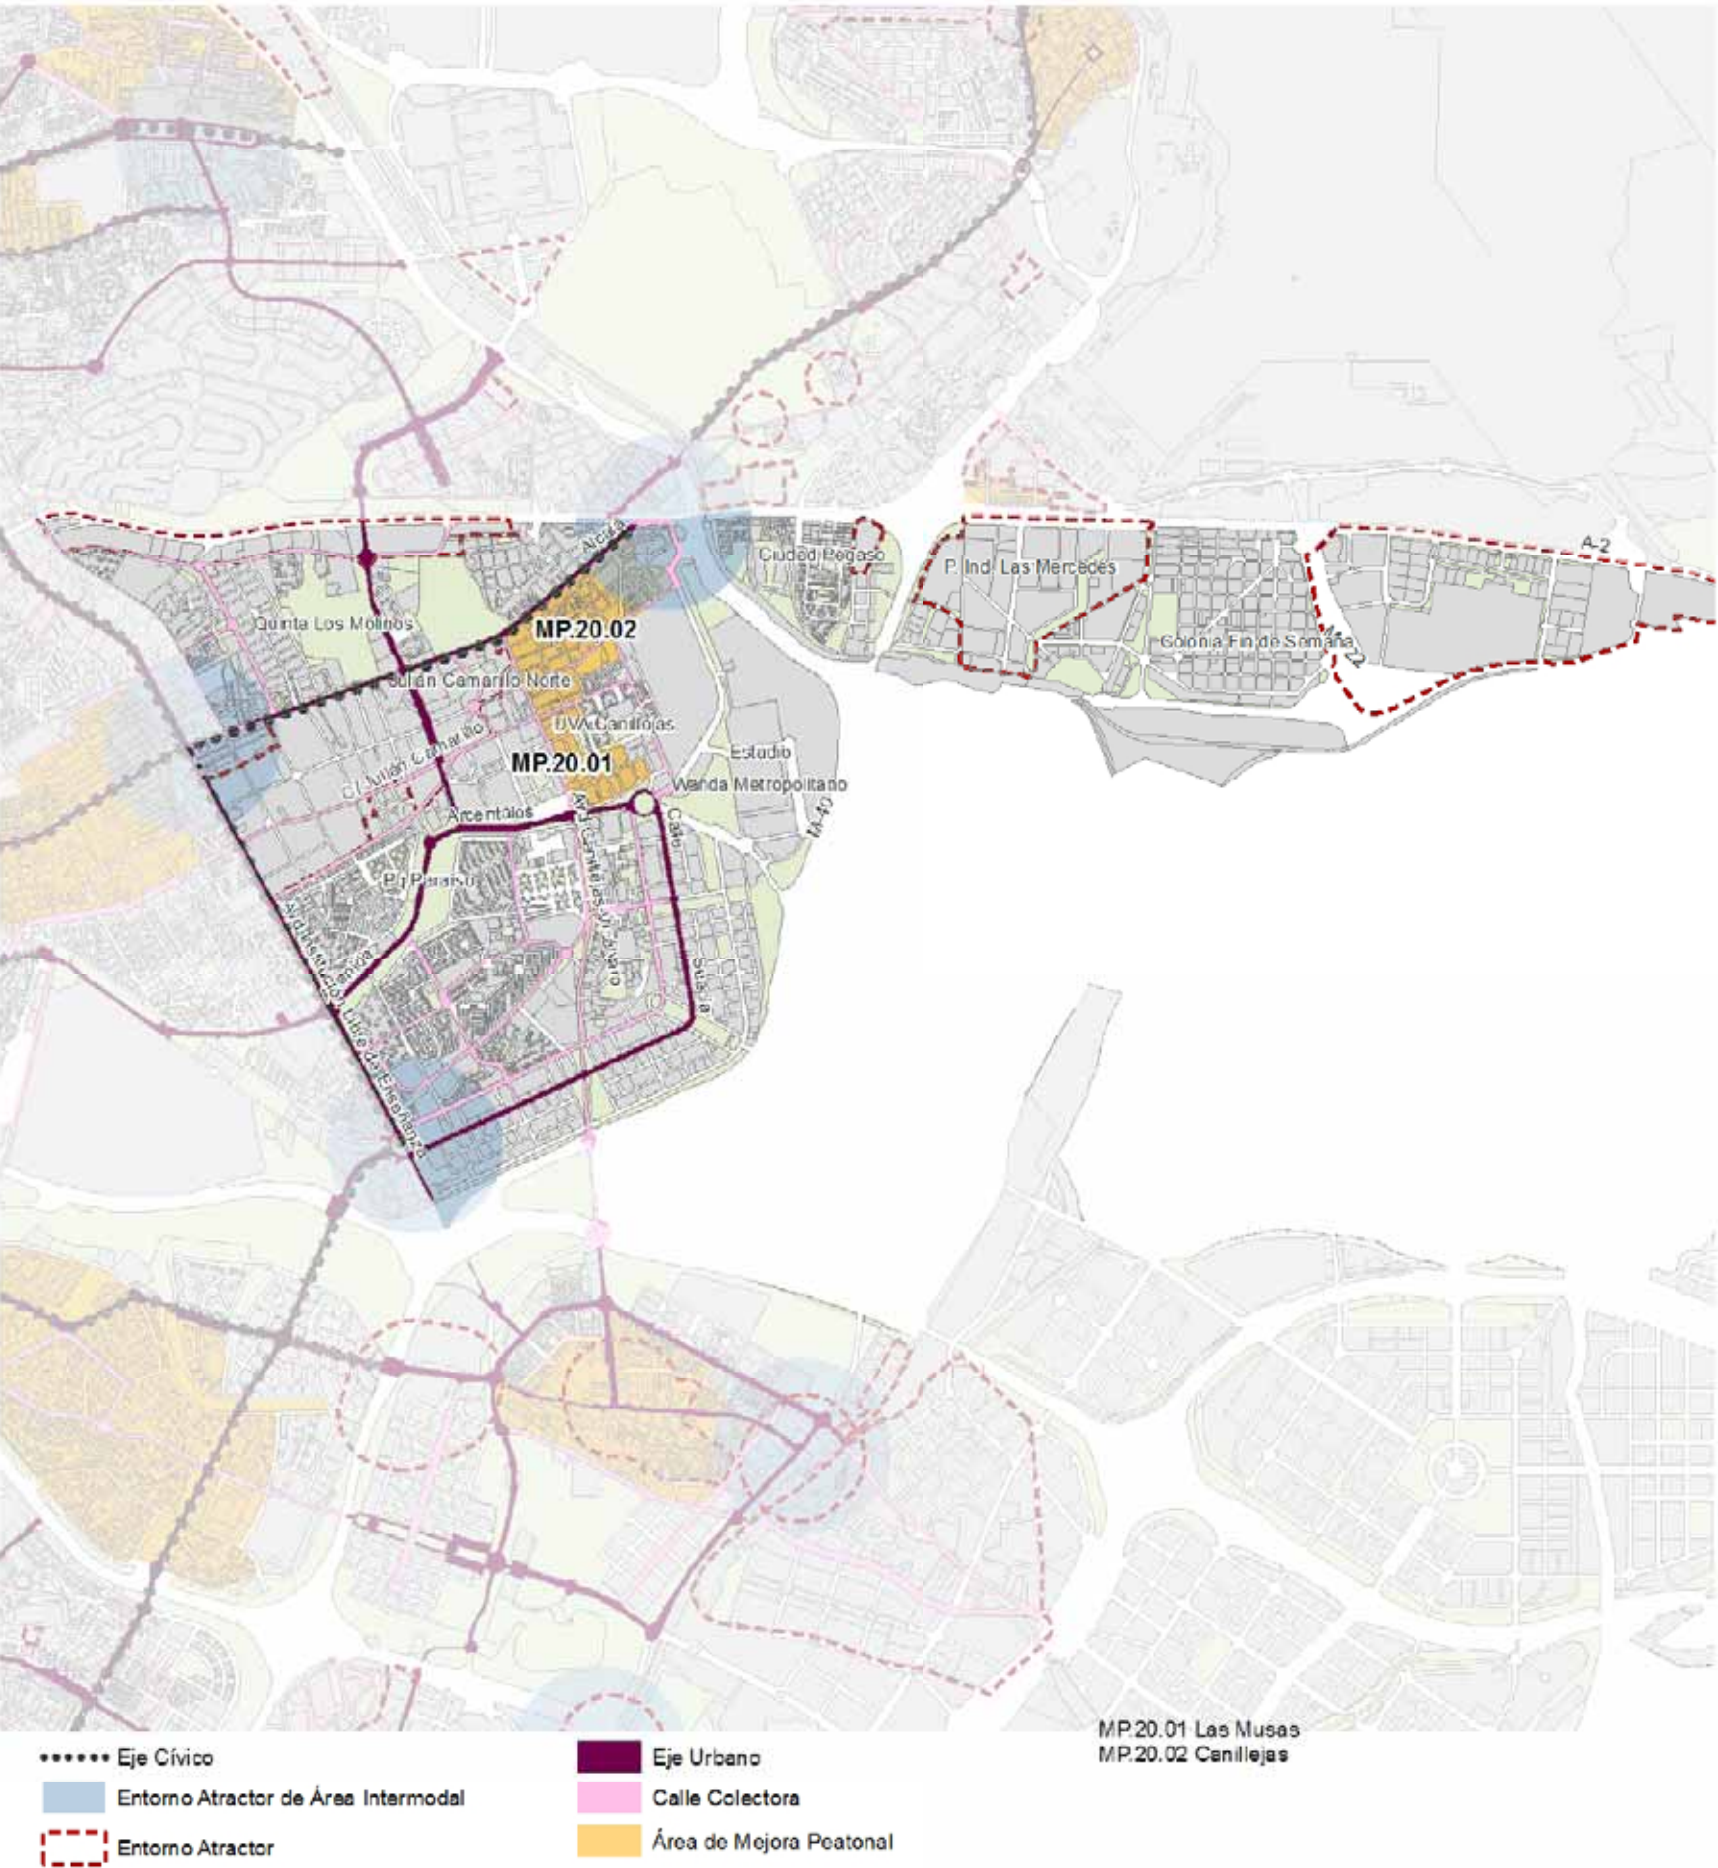 Alcalá
A-2
Ciudad Pegaso
P. Ind. Las Mercedes
Quinta Los Molinos
MP.20.02
Colonia Fin de Semana
Julián Camarillo Norte
UVA Canillejas
C/ Julián Camarillo
MP.20.01
Estadio
Wanda Metropolitano
M-40
Arcentales
Calle
Suecia
Pq Paraíso
MP.20.01 Las Musas
MP.20.02 Canillejas
Eje Cívico
Eje Urbano
Entorno Atractor de Área Intermodal
Calle Colectora
Entorno Atractor
Área de Mejora Peatonal